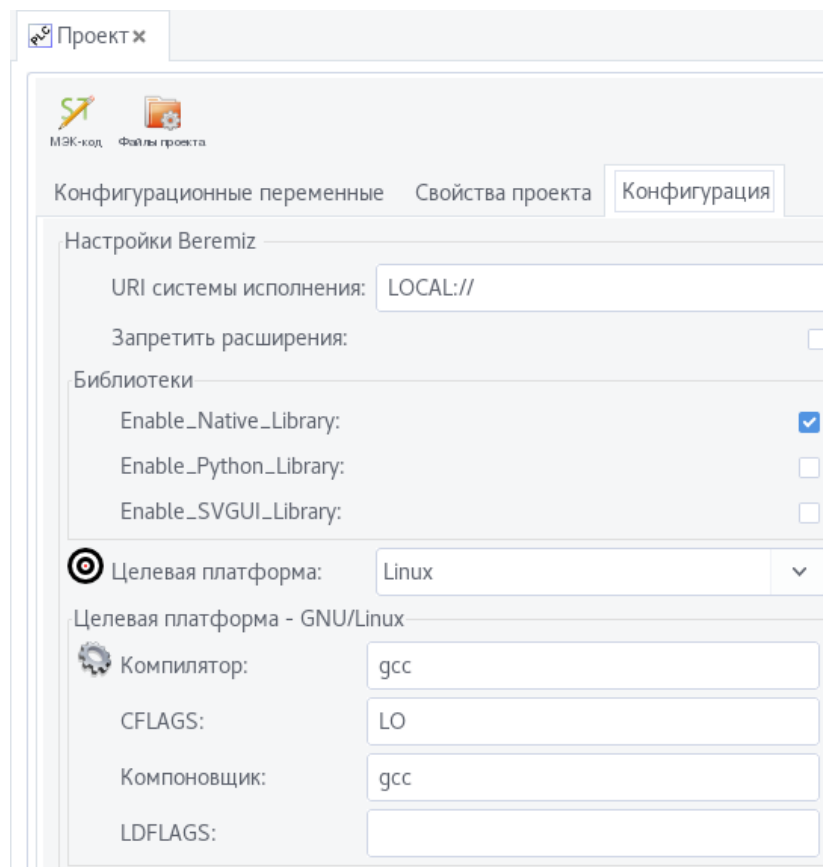 PLC Проект
МЭК-код Файлы проекта
Конфигурационные переменные Свойства проекта Конфигурация
Настройки Beremiz
URI системы исполнения: LOCAL://
Запретить расширения:
Библиотеки
Enable_Native_Library:
Enable_Python_Library:
Enable_SVGUI_Library:
Целевая платформа: Linux
Целевая платформа - GNU/Linux
Компилятор: gcc
CFLAGS: LO
Компоновщик: gcc
LDFLAGS: